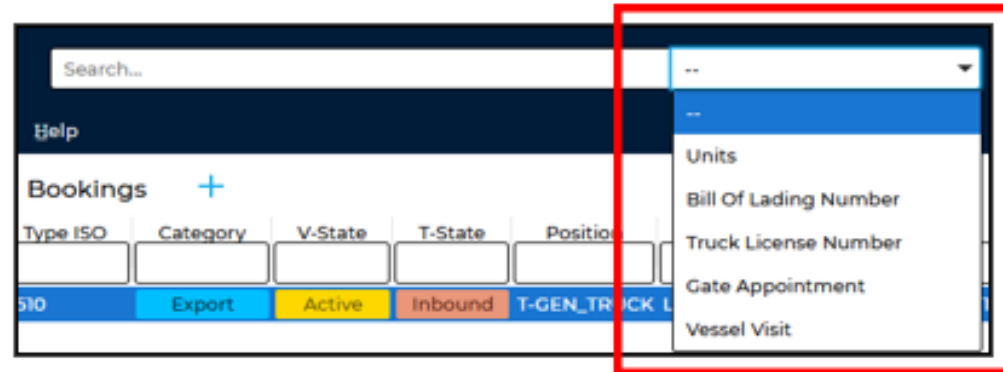 Search...
--
Help
--
Units
Bookings +
Bill Of Lading Number
Type ISO Category V-State T-State Position
Truck License Number
Gate Appointment
510 Export Active Inbound T-GEN_TRUCK L
Vessel Visit